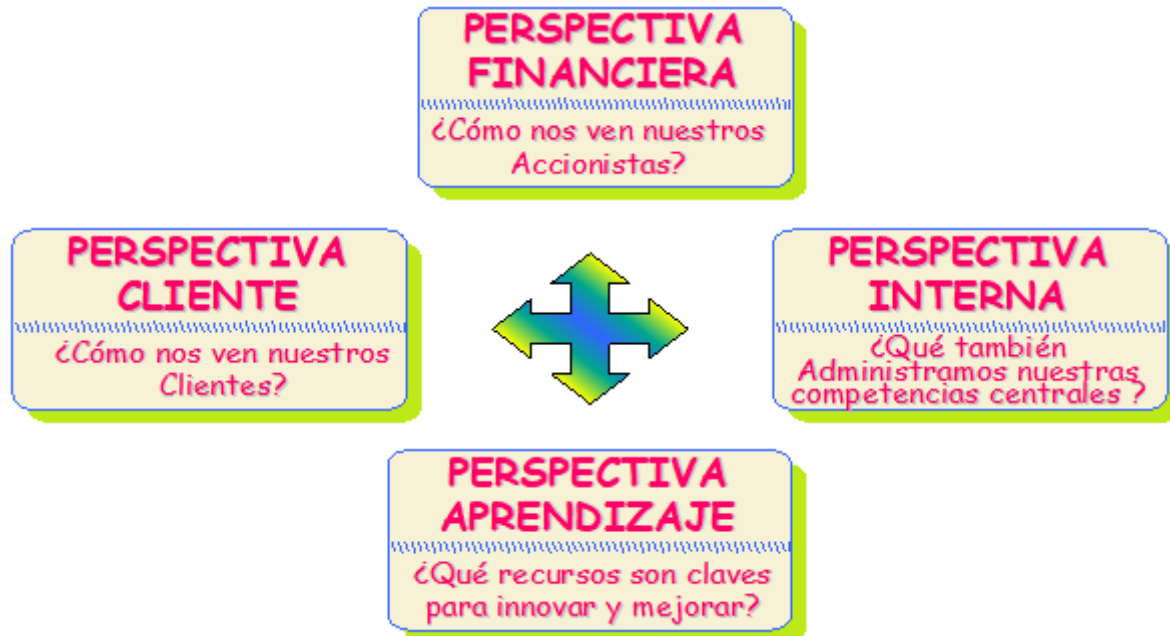 PERSPECTIVA
FINANCIERA
¿Cómo nos ven nuestros
Accionistas?
PERSPECTIVA
CLIENTE
¿Cómo nos ven nuestros
Clientes?
PERSPECTIVA
INTERNA
¿Qué también
Administramos nuestras
competencias centrales ?
PERSPECTIVA
APRENDIZAJE
¿Qué recursos son claves
para innovar y mejorar?